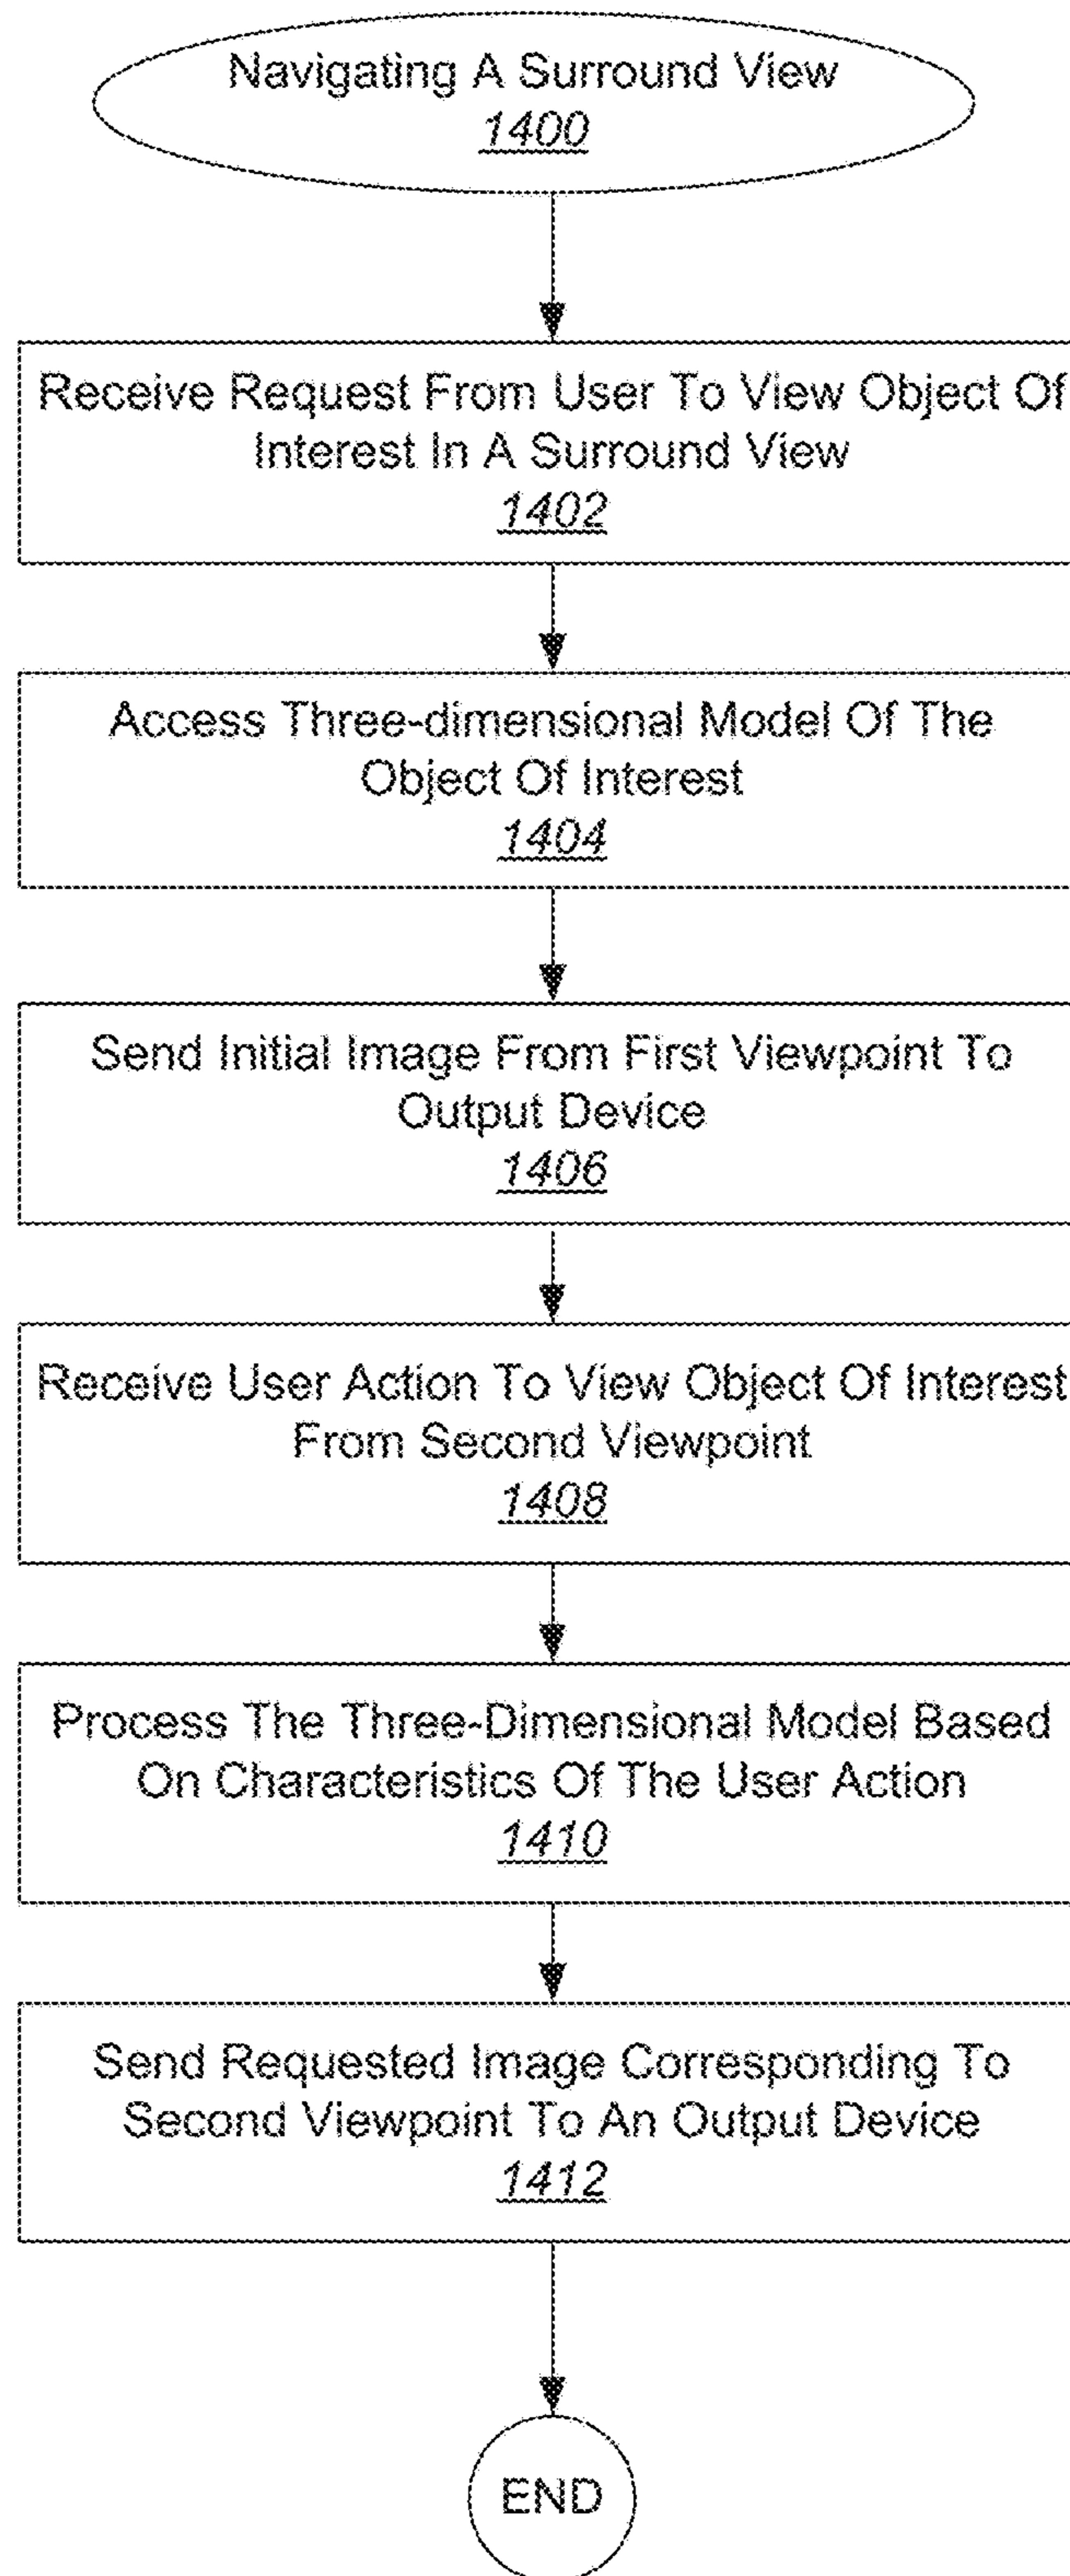 Navigating A Surround View
1400
Receive Request From User To View Object Of
Interest In A Surround View
1402
Access Three-dimensional Model Of The
Object Of Interest
1404
Send Initial Image From First Viewpoint To
Output Device
1406
Receive User Action To View Object Of Interest
From Second Viewpoint
1408
Process The Three-Dimensional Model Based
On Characteristics Of The User Action
1410
Send Requested Image Corresponding To
Second Viewpoint To An Output Device
1412
END